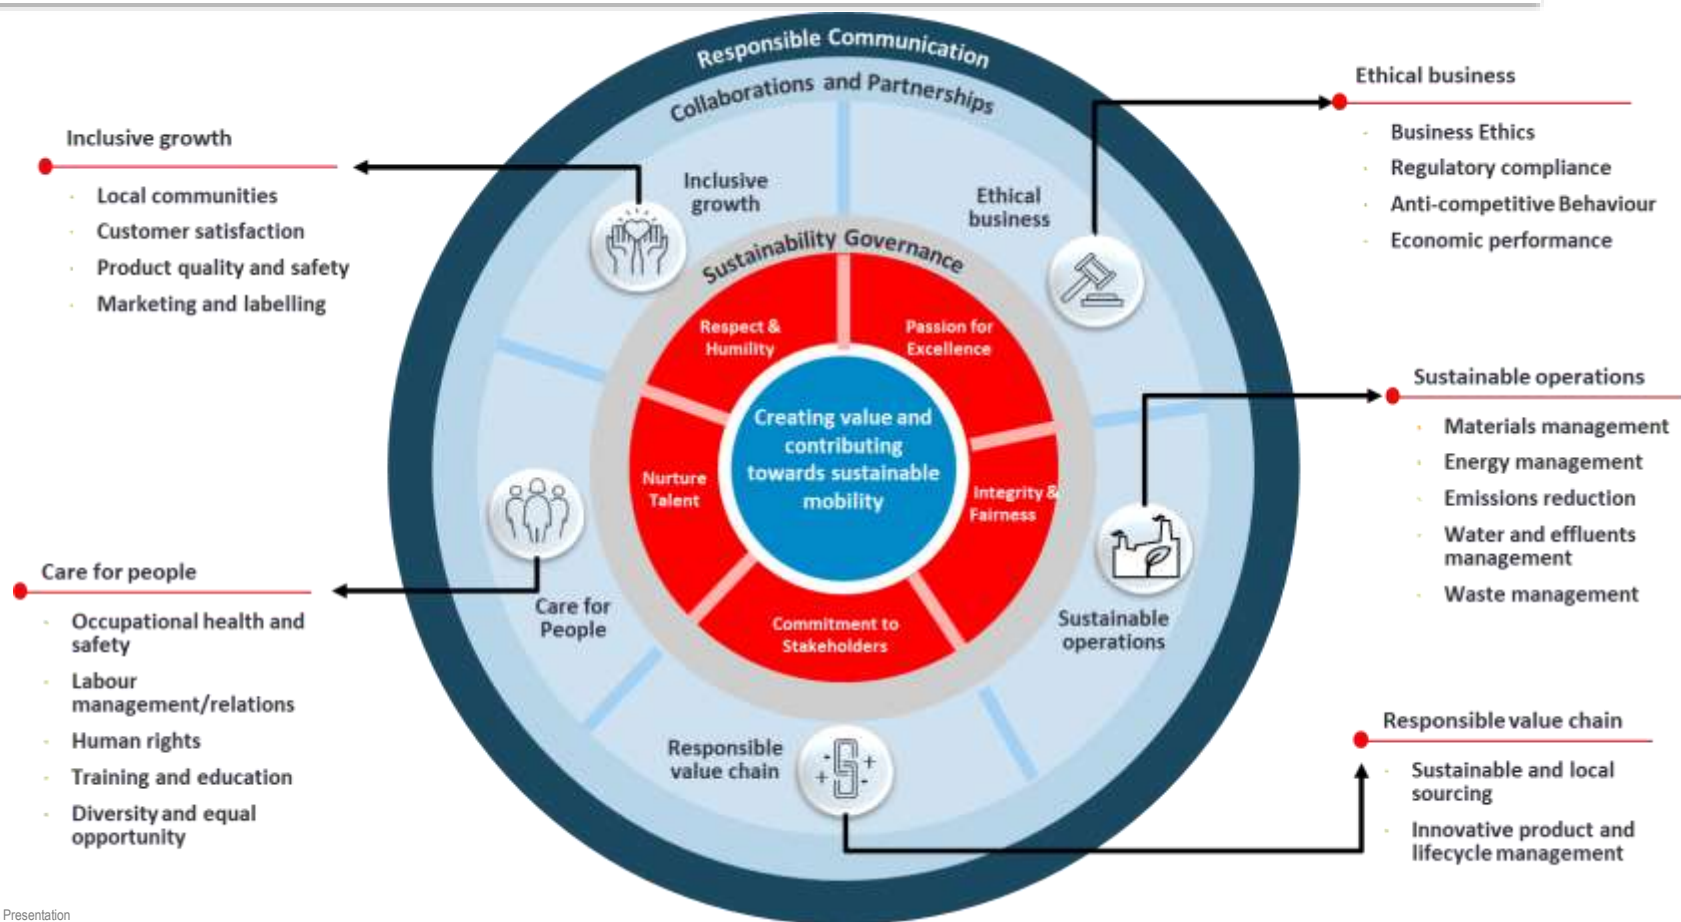 Responsible Communication
Collaborations and Partnerships
Inclusive growth
Local communities
Customer satisfaction
Product quality and safety
Marketing and labelling
Care for people
Occupational health and
safety
Labour
management/relations
Human rights
Training and education
Diversity and equal
opportunity
Inclusive
growth
Ethical
business
Sustainability Governance
Respect &
Humility
Passion for
Excellence
Creating value and
contributing
towards sustainable
mobility
Nurture
Talent
Integrity &
Fairness
Commitment to
Stakeholders
Care for
People
Sustainable
operations
Responsible
value chain
Ethical business
Business Ethics
Regulatory compliance
Anti-competitive Behaviour
Economic performance
Sustainable operations
Materials management
Energy management
Emissions reduction
Water and effluents
management
Waste management
Responsible value chain
Sustainable and local
sourcing
Innovative product and
lifecycle management
Presentation